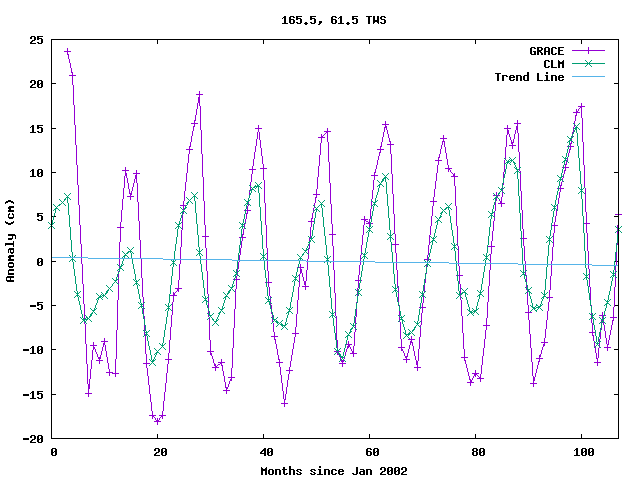 165.5, 61.5 TWS
GRACE
CLM
Trend Line
25
20
15
10
5
0
-5
-10
-15
-20
Anomaly (cm)
0 20 40 60 80 100
Months since Jan 2002